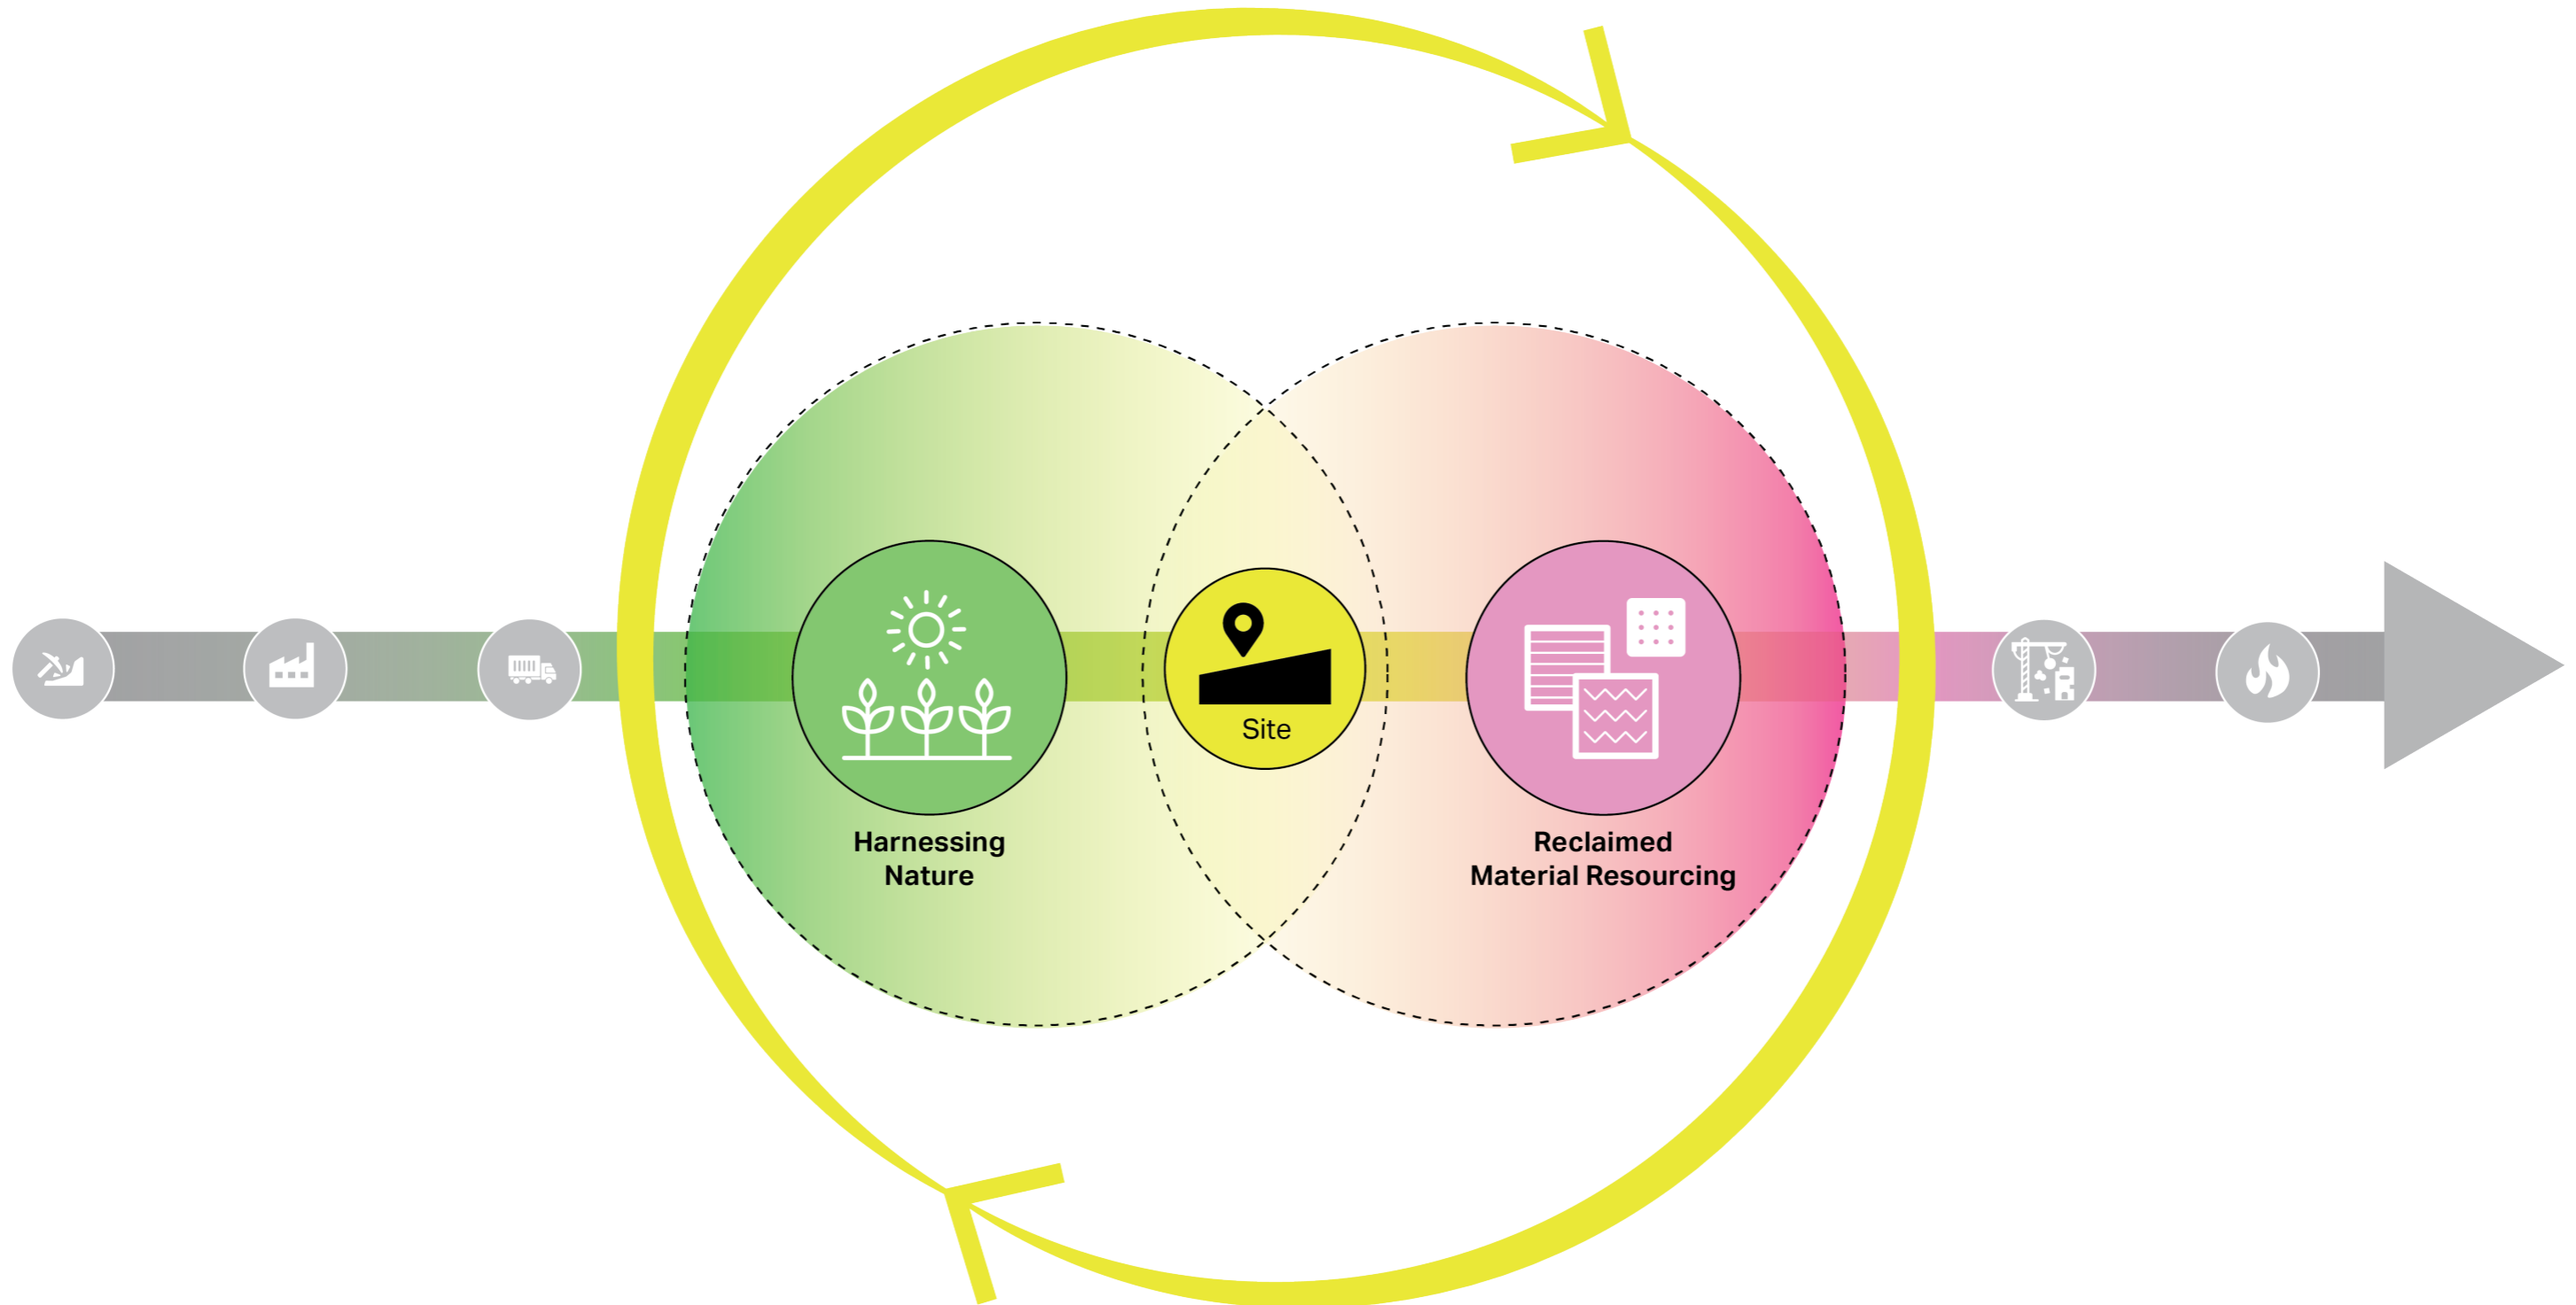 Site
Harnessing
Nature
Reclaimed
Material Resourcing